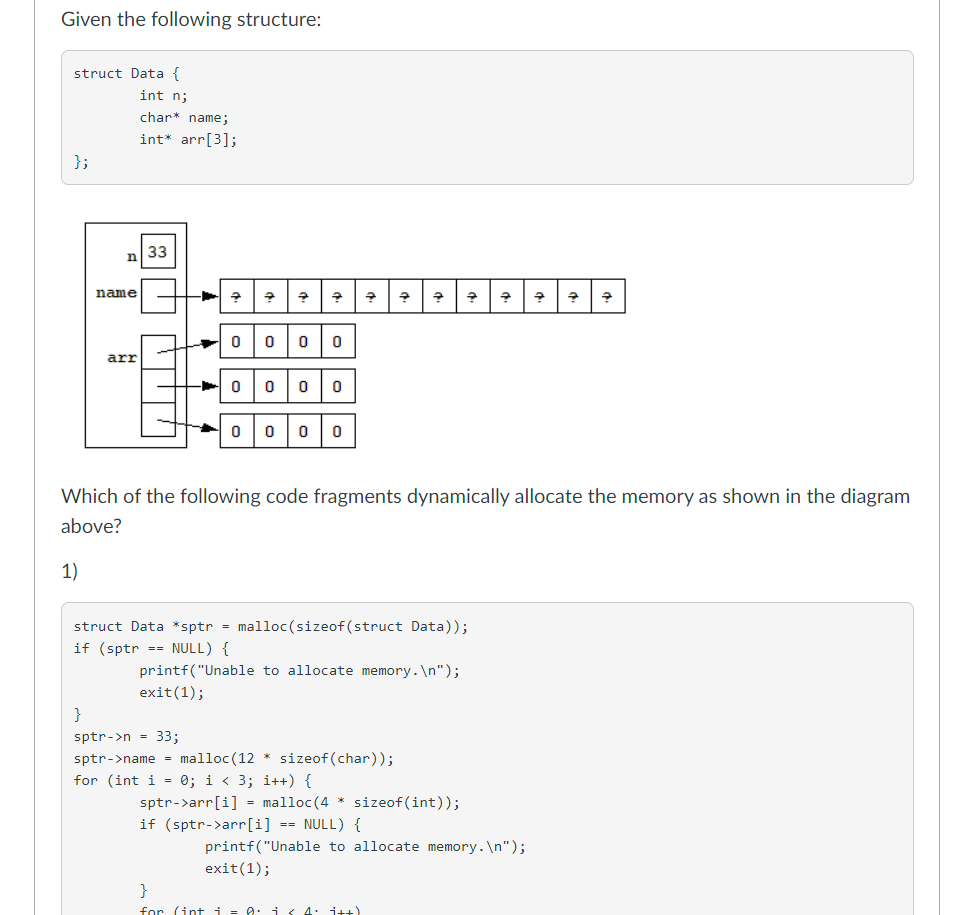 Given the following structure:
struct Data {
int n;
char* name;
int* arr[3];
};
n 33
name ? ? ? ? ? ? ? ? ? ? ? ?
0 0 0 0
arr
0 0 0 0
0 0 0 0
Which of the following code fragments dynamically allocate the memory as shown in the diagram
above?
1)
struct Data *sptr = malloc(sizeof(struct Data));
if (sptr == NULL) {
printf("Unable to allocate memory.\n");
exit(1);
}
sptr->n = 33;
sptr->name = malloc(12 * sizeof(char));
for (int i = 0; i < 3; i++) {
sptr->arr[i] = malloc(4 * sizeof(int));
if (sptr->arr[i] == NULL) {
printf("Unable to allocate memory.\n");
exit(1);
}
for (int j = 0; j < 4; j++)